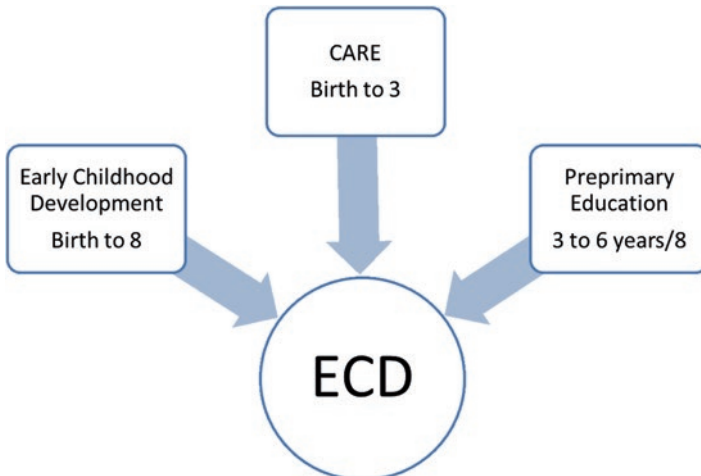 CARE
Birth to 3
Early Childhood
Development
Birth to 8
Preprimary
Education
3 to 6 years/8
ECD